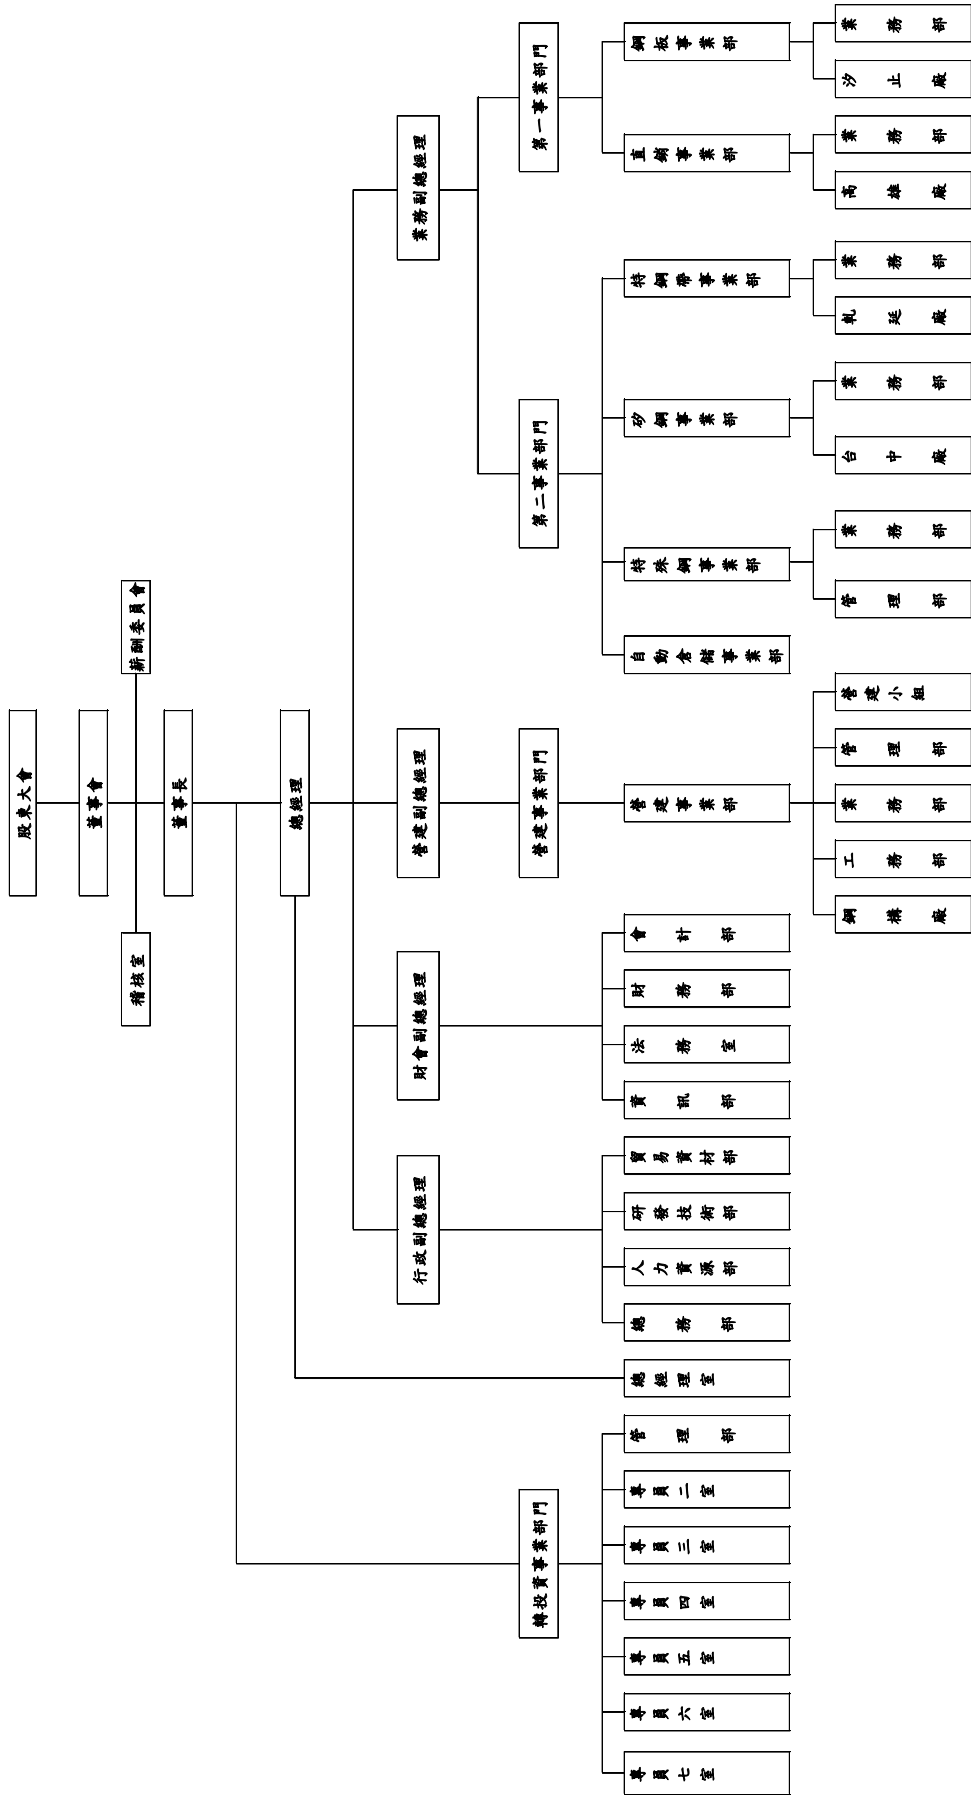 股東大會
董事會
稽核室
薪酬委員會
董事長
總經理
行政副總經理
財會副總經理
營建副總經理
業務副總經理
轉投資事業部門
營建事業部門
第二事業部門
第一事業部門
專員七室
專員六室
專員五室
專員四室
專員三室
專員二室
管理部
總經理室
總務部
人力資源部
研發技術部
貿易資材部
資訊部
法務室
財務部
會計部
營建事業部
自動倉儲事業部
特殊鋼事業部
矽鋼事業部
特鋼帶事業部
直銷事業部
鋼板事業部
鋼構廠
工務部
業務部
管理部
營建小組
管理部
業務部
台中廠
業務部
軋延廠
業務部
高雄廠
業務部
汐止廠
業務部